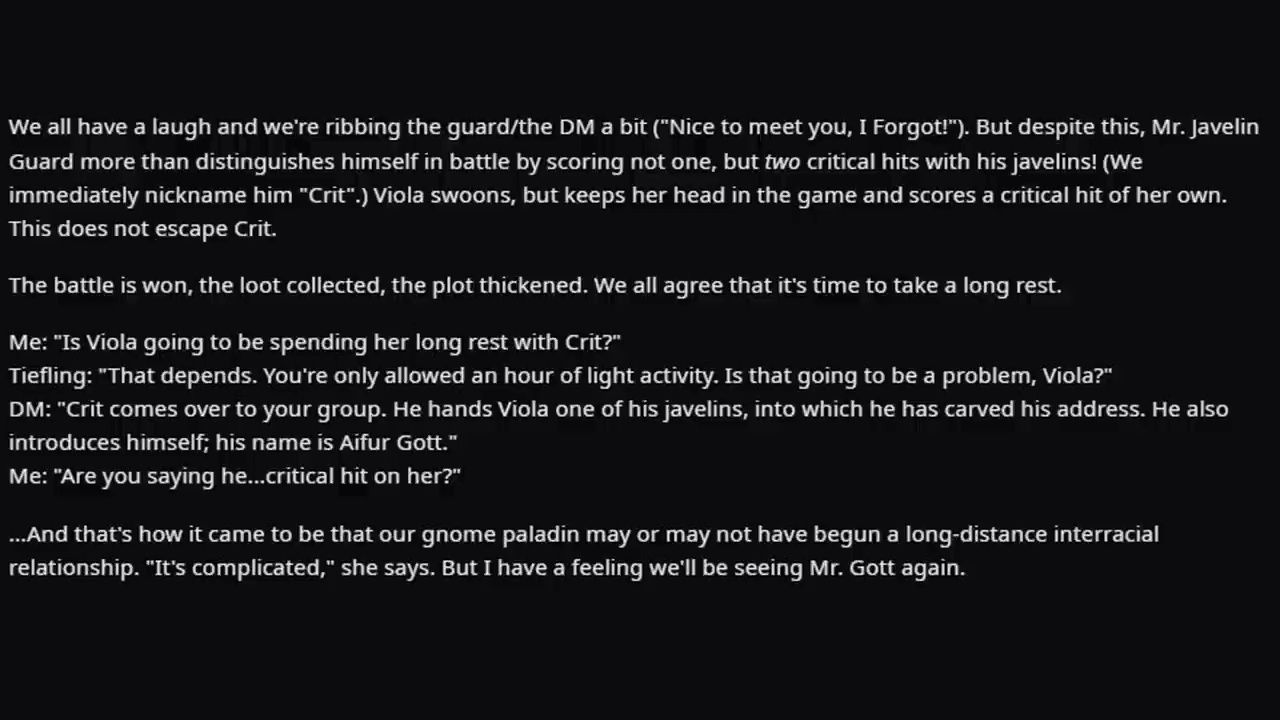 We all have a laugh and we're ribbing the guard/the DM a bit ("Nice to meet you, I Forgot!"). But despite this, Mr. Javelin
Guard more than distinguishes himself in battle by scoring not one, but two critical hits with his javelins! (We
immediately nickname him "Crit".) Viola swoons, but keeps her head in the game and scores a critical hit of her own.
This does not escape Crit.
The battle is won, the loot collected, the plot thickened. We all agree that it's time to take a long rest.
Me: "Is Viola going to be spending her long rest with Crit?"
Tiefling: "That depends. You're only allowed an hour of light activity. Is that going to be a problem, Viola?"
DM: "Crit comes over to your group. He hands Viola one of his javelins, into which he has carved his address. He also
introduces himself; his name is Aifur Gott."
Me: "Are you saying he...critical hit on her?"
...And that's how it came to be that our gnome paladin may or may not have begun a long-distance interracial
relationship. "It's complicated," she says. But I have a feeling we'll be seeing Mr. Gott again.